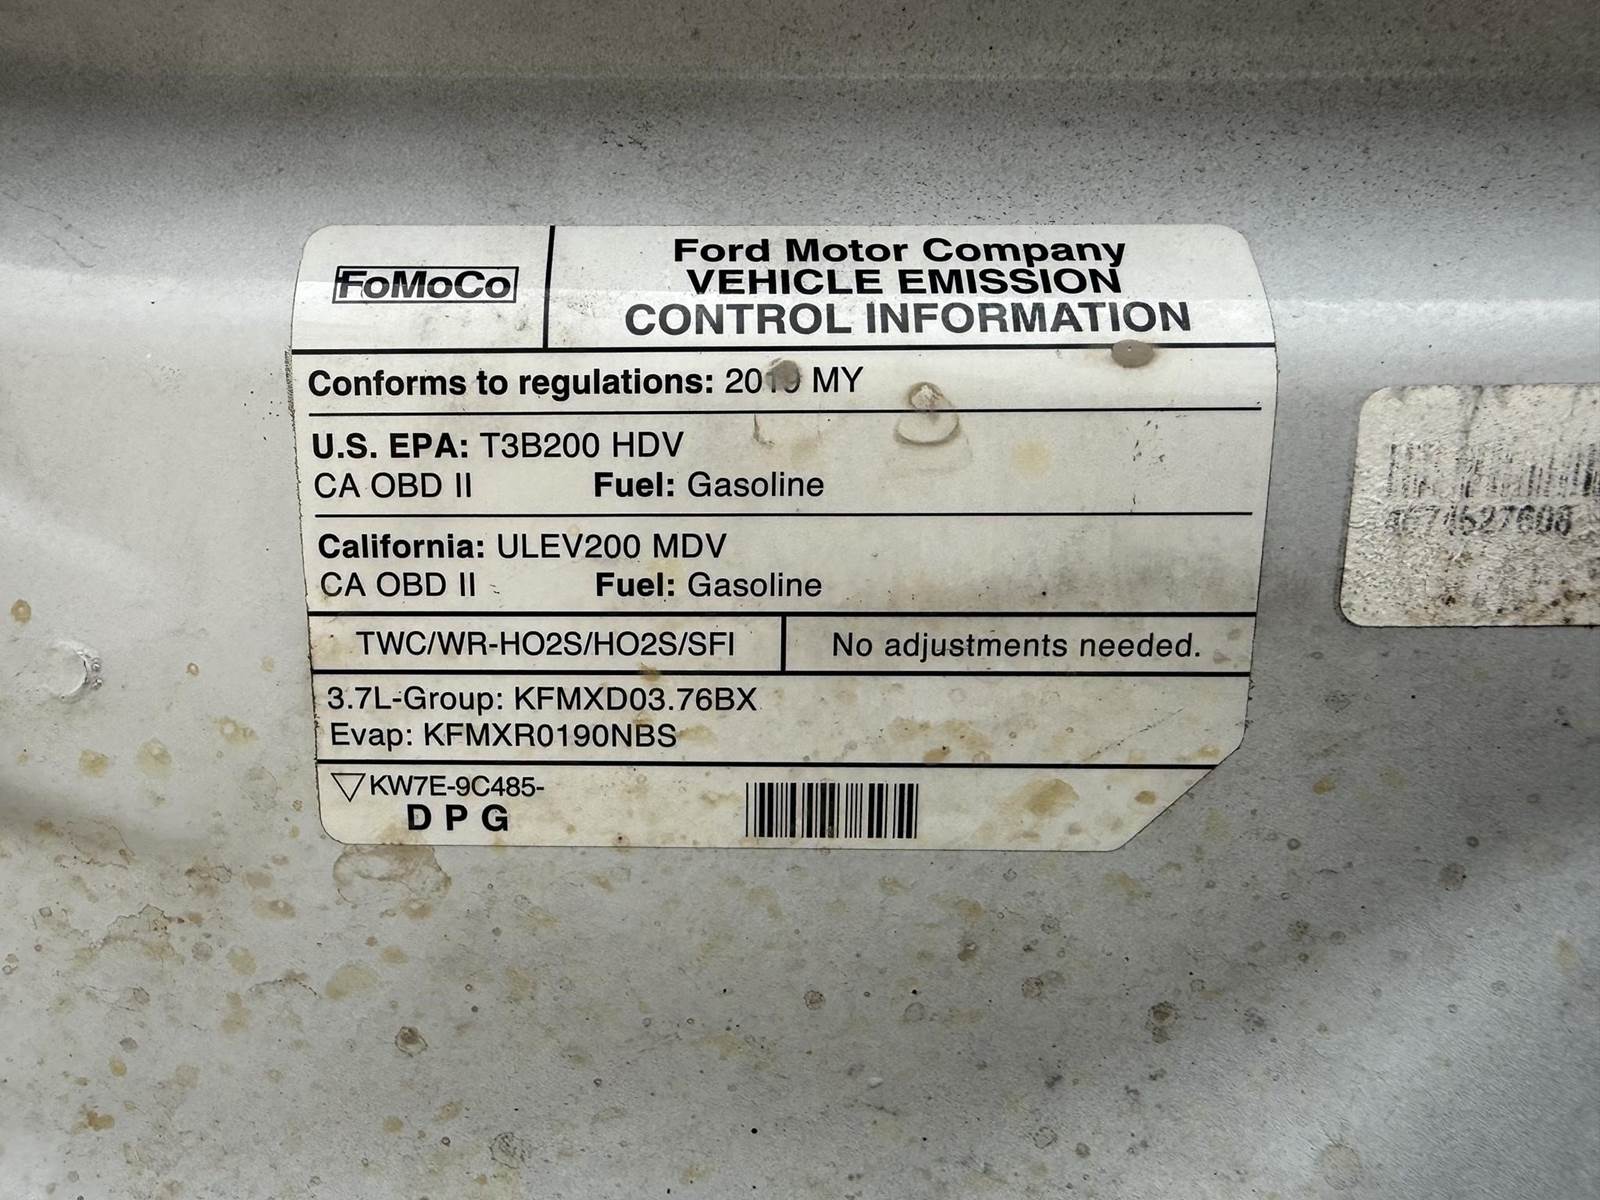 FoMoCo
Ford Motor Company
VEHICLE EMISSION
CONTROL INFORMATION
Conforms to regulations: 2019 MY
U.S. EPA: T3B200 HDV
CA OBD II Fuel: Gasoline
California: ULEV200 MDV
CA OBD II Fuel: Gasoline
TWC/WR-HO2S/HO2S/SFI No adjustments needed.
3.7L-Group: KFMXD03.76BX
Evap: KFMXR0190NBS
KW7E-9C485-
D P G